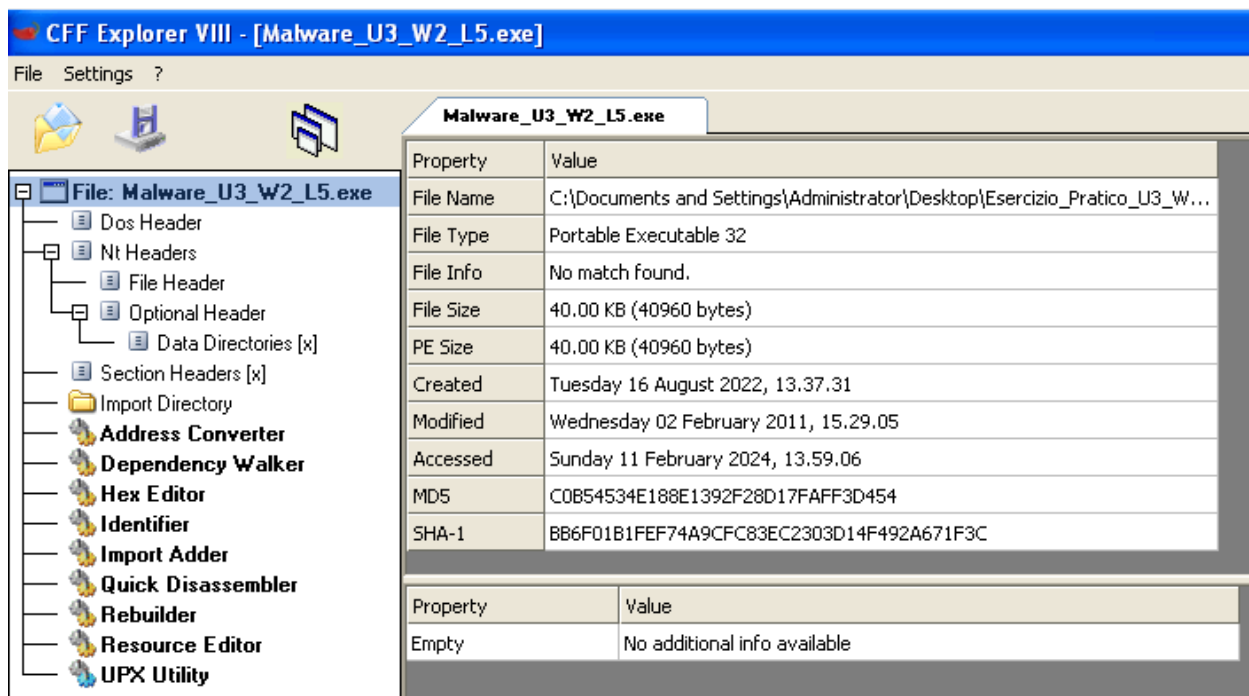 CFF Explorer VIII - [Malware_U3_W2_L5.exe]
File Settings ?
Malware_U3_W2_L5.exe
File: Malware_U3_W2_L5.exe
Dos Header
Nt Headers
File Header
Optional Header
Data Directories [x]
Section Headers [x]
Import Directory
Address Converter
Dependency Walker
Hex Editor
Identifier
Import Adder
Quick Disassembler
Rebuilder
Resource Editor
UPX Utility
Property Value
File Name C:\Documents and Settings\Administrator\Desktop\Esercizio_Pratico_U3_W...
File Type Portable Executable 32
File Info No match found.
File Size 40.00 KB (40960 bytes)
PE Size 40.00 KB (40960 bytes)
Created Tuesday 16 August 2022, 13.37.31
Modified Wednesday 02 February 2011, 15.29.05
Accessed Sunday 11 February 2024, 13.59.06
MD5 C0B54534E188E1392F28D17FAFF3D454
SHA-1 BB6F01B1FEF74A9CFC83EC2303D14F492A671F3C
Property Value
Empty No additional info available